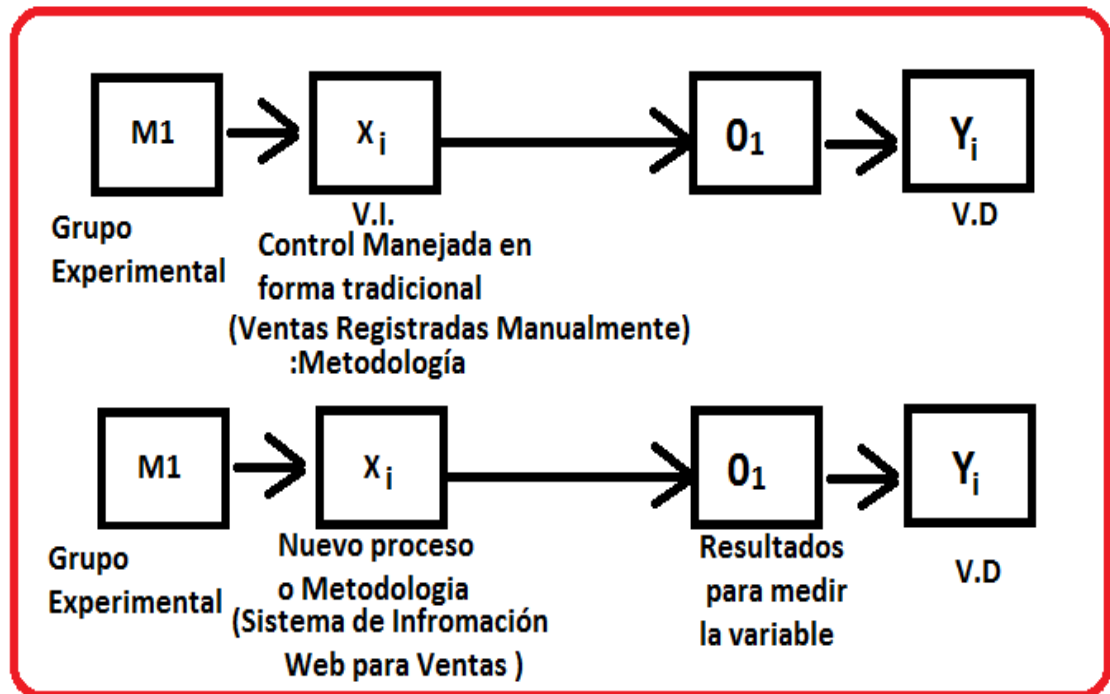 M1
X i
O1
Yi
V.I.
V.D
Grupo
Experimental
Control Manejada en
forma tradicional
(Ventas Registradas Manualmente)
:Metodología
M1
X i
O1
Yi
Grupo
Experimental
Nuevo proceso
o Metodologia
(Sistema de Infromación
Web para Ventas )
Resultados
para medir
la variable
V.D